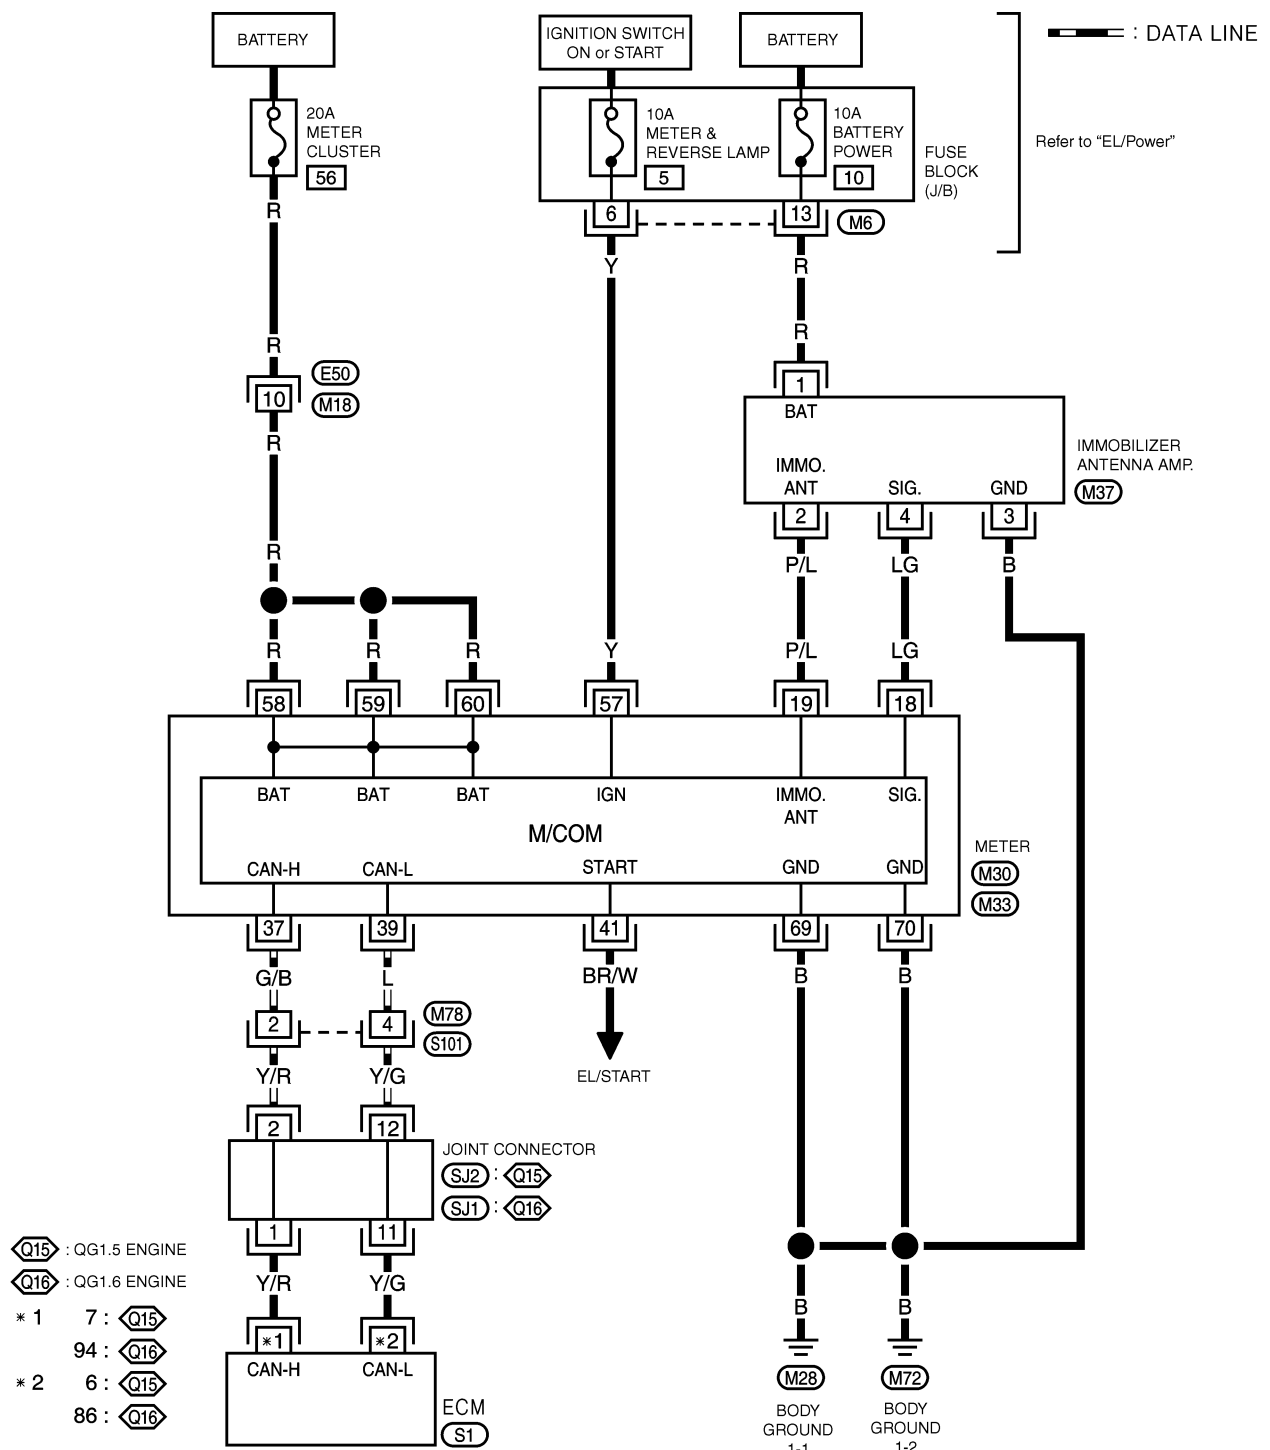 BATTERY
IGNITION SWITCH
ON or START
BATTERY
: DATA LINE
20A
METER
CLUSTER
56
10A
METER &
REVERSE LAMP
5
10A
BATTERY
POWER
10
FUSE
BLOCK
(J/B)
Refer to “EL/Power”
6
13
M6
R
Y
R
R
R
10
E50
M18
1
BAT
R
IMMO.
ANT
SIG.
GND
IMMOBILIZER
ANTENNA AMP.
M37
2
4
3
R
P/L
LG
B
R
R
R
Y
P/L
LG
58
59
60
57
19
18
BAT
BAT
BAT
IGN
IMMO.
ANT
SIG.
M/COM
CAN-H
CAN-L
START
GND
GND
METER
M30
M33
37
39
41
69
70
G/B
L
BR/W
B
B
2
4
M78
S101
Y/R
Y/G
EL/START
2
12
JOINT CONNECTOR
SJ2 : Q15
SJ1 : Q16
1
11
Q15 : QG1.5 ENGINE
Q16 : QG1.6 ENGINE
Y/R
Y/G
B
B
* 1 7 : Q15
94 : Q16
* 2 6 : Q15
86 : Q16
*1
*2
CAN-H
CAN-L
ECM
S1
M28
M72
BODY
GROUND
1-1
BODY
GROUND
1-2